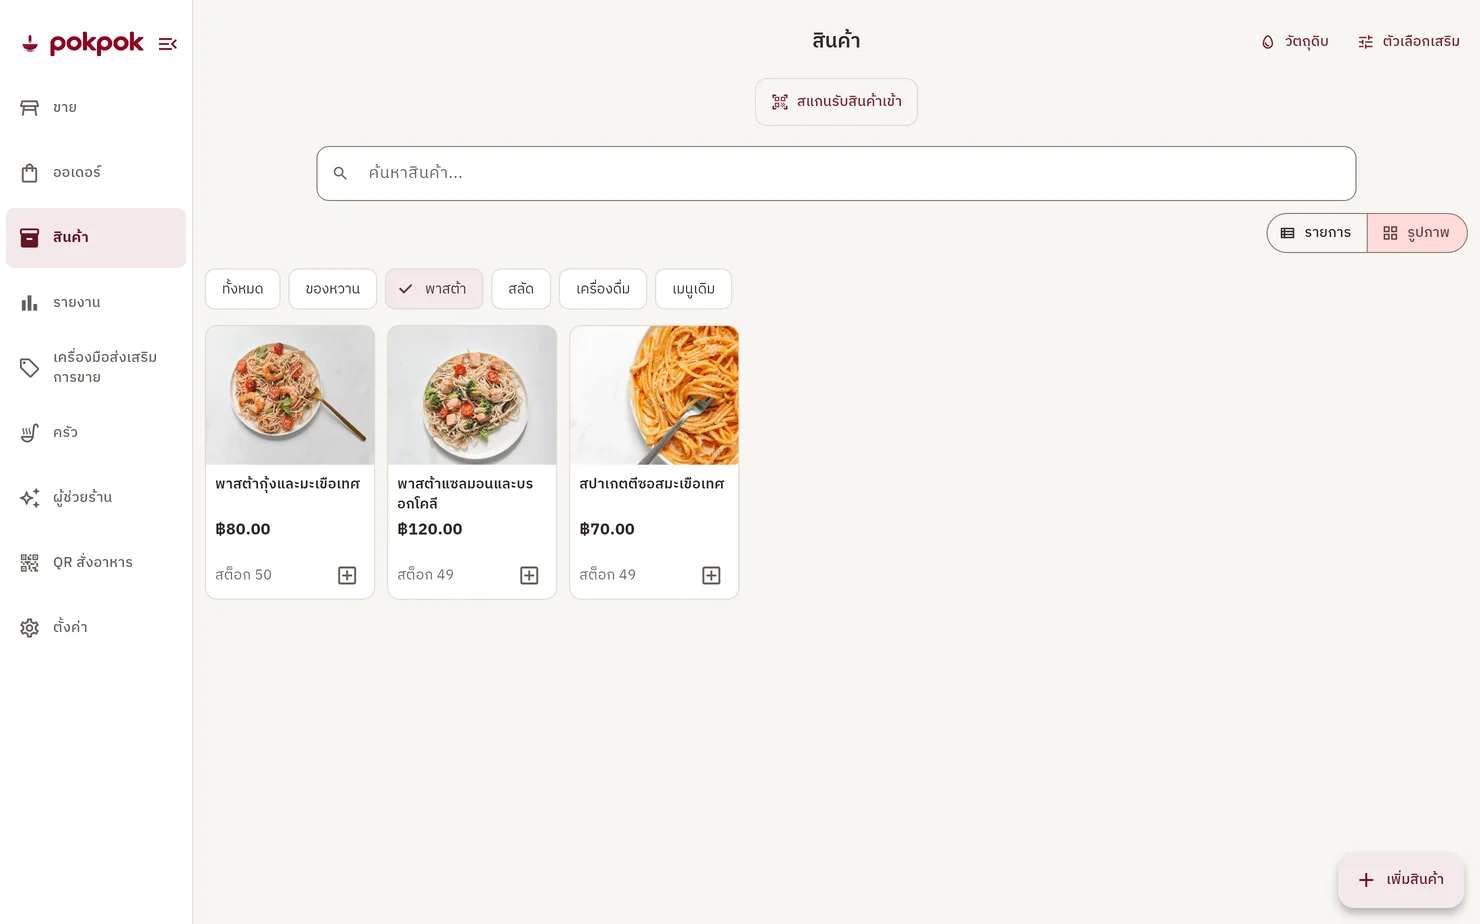 pokpok
ขาย
ออเดอร์
สินค้า
รายงาน
เครื่องมือส่งเสริม
การขาย
ครัว
ผู้ช่วยร้าน
QR สั่งอาหาร
ตั้งค่า
สินค้า
วัตถุดิบ
ตัวเลือกเสริม
สแกนรับสินค้าเข้า
ค้นหาสินค้า...
รายการ
รูปภาพ
ทั้งหมด
ของหวาน
พาสต้า
สลัด
เครื่องดื่ม
เมนูเดิม
พาสต้ากุ้งและมะเขือเทศ
฿80.00
สต็อก 50
พาสต้าแซลมอนและบร
อกโคลี
฿120.00
สต็อก 49
สปาเกตตีซอสมะเขือเทศ
฿70.00
สต็อก 49
เพิ่มสินค้า